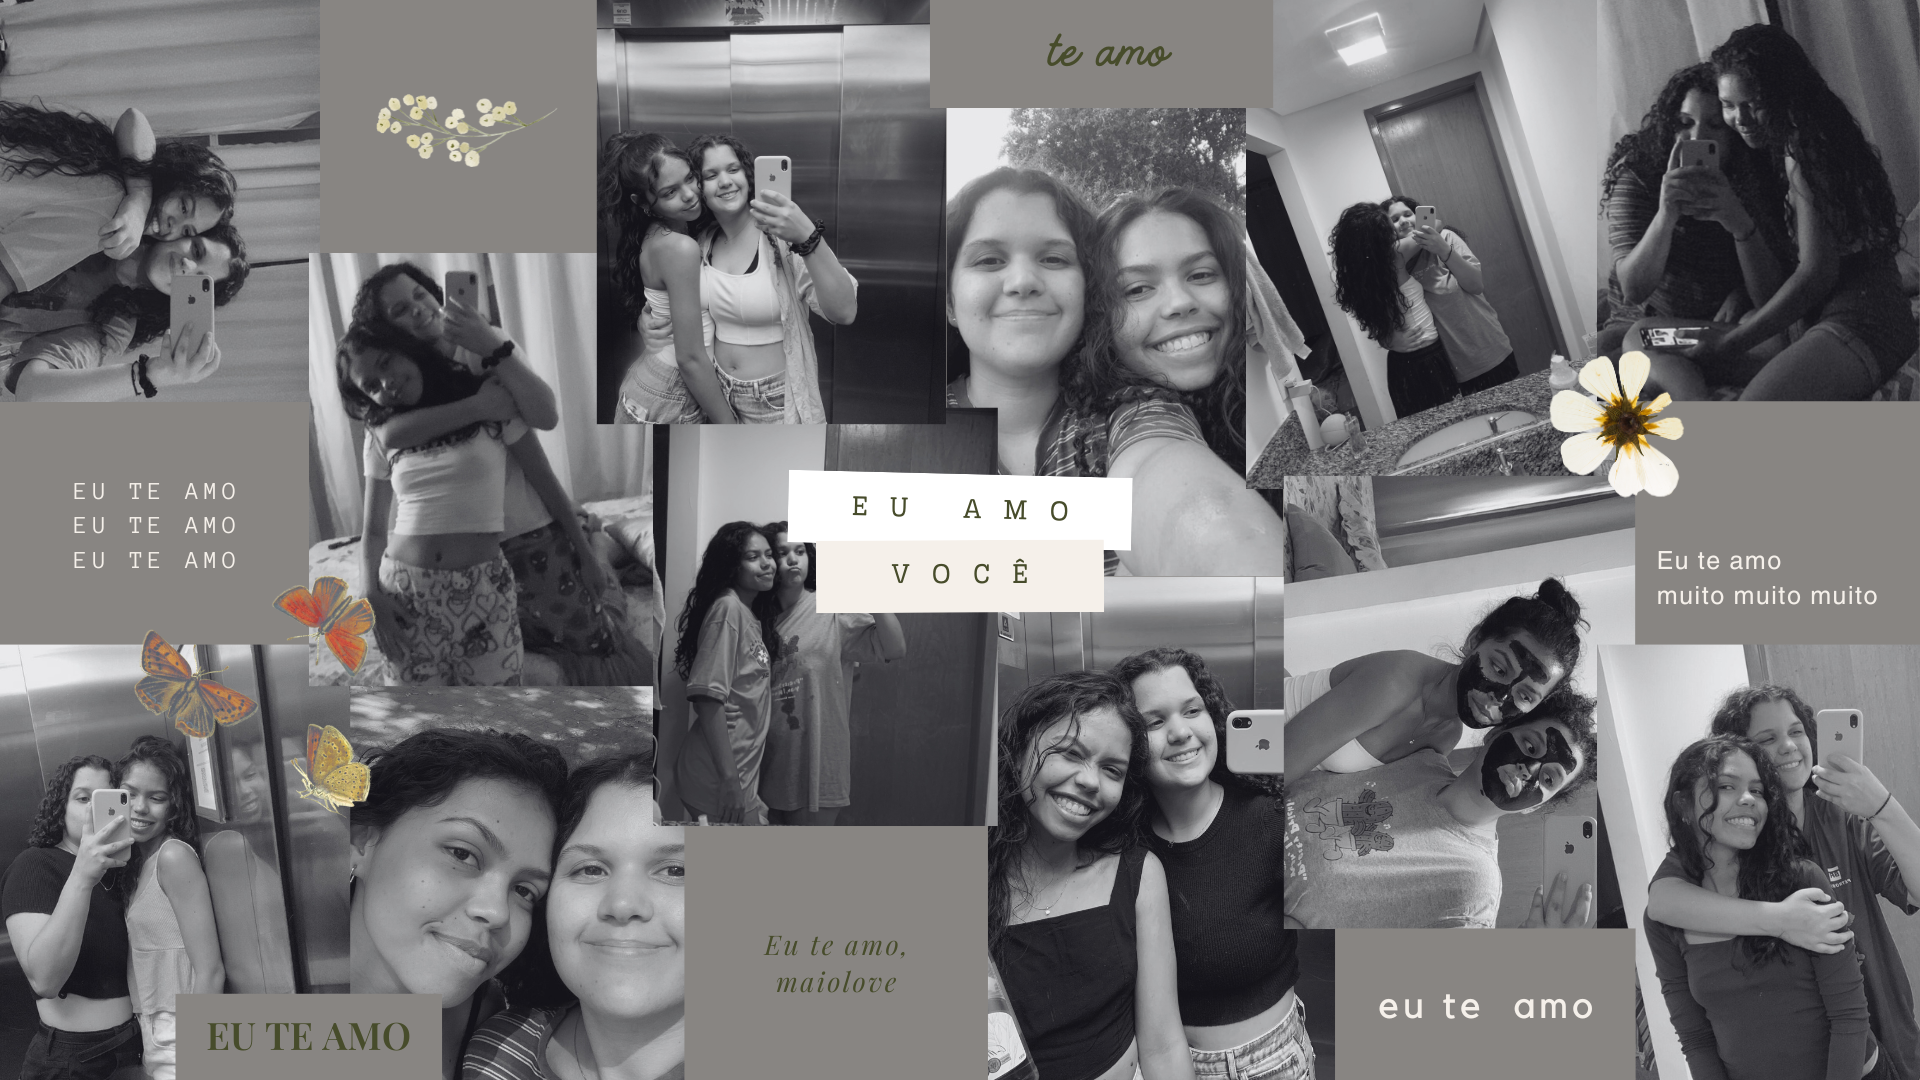 te amo
EU TE AMO
EU TE AMO
EU TE AMO
EU AMO
VOCÊ
Eu te amo
muito muito muito
Eu te amo,
maiolove
eu te amo
EU TE AMO